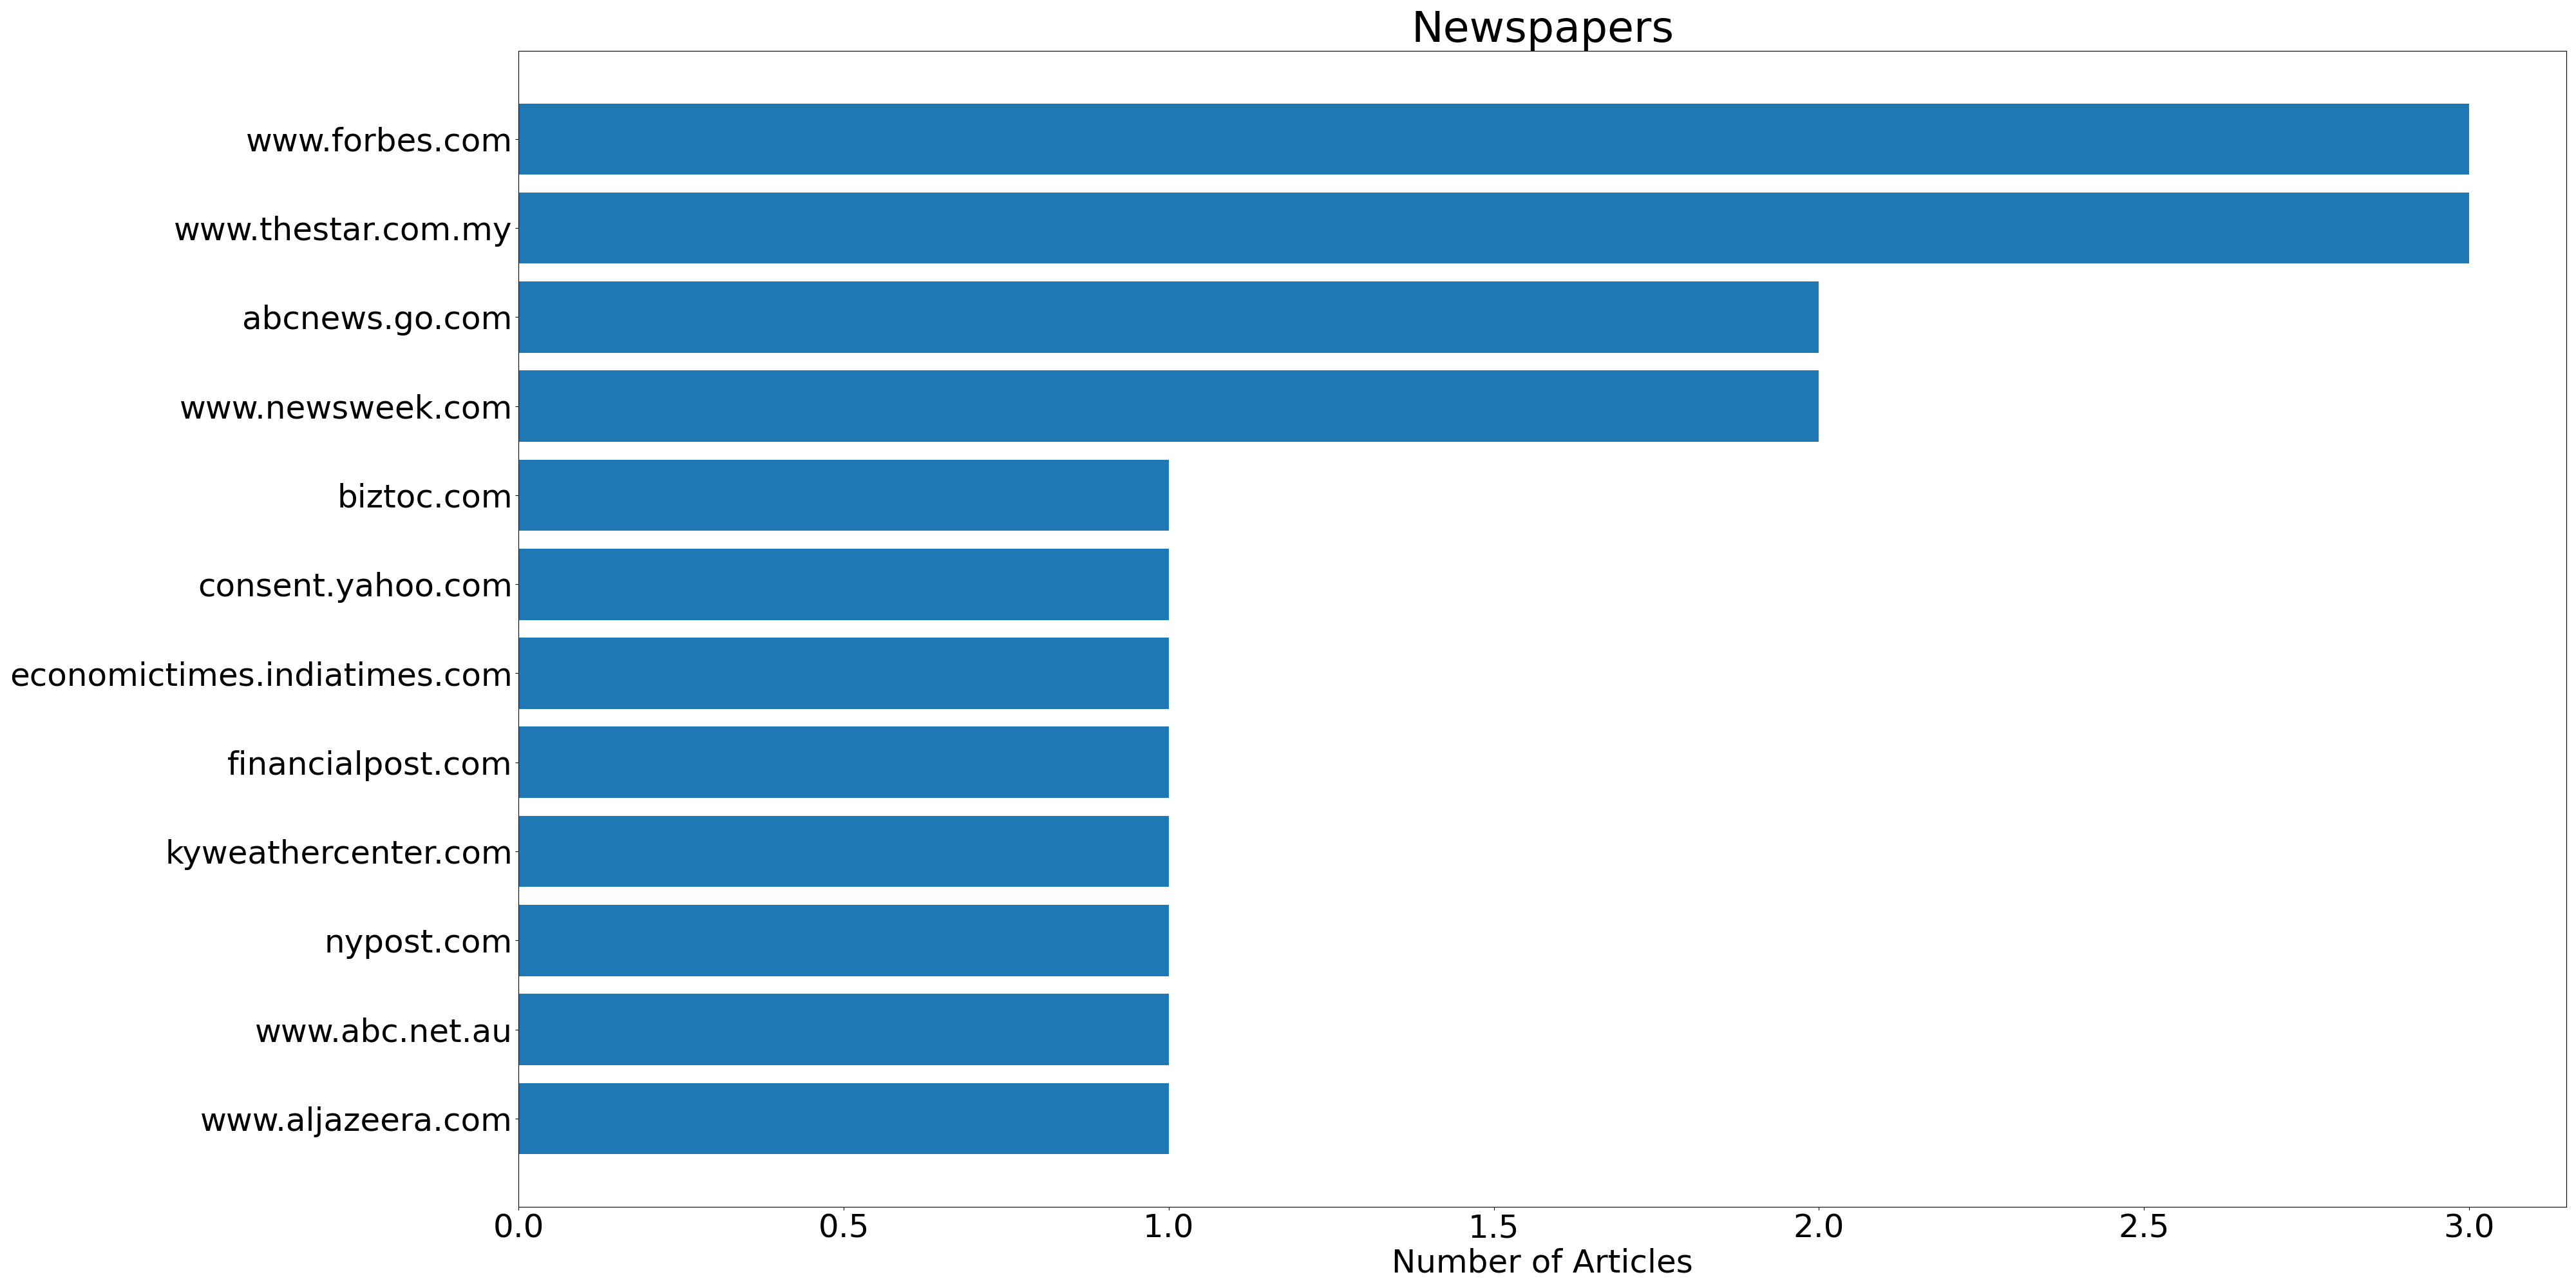 Newspapers
www.forbes.com
www.thestar.com.my
abcnews.go.com
www.newsweek.com
biztoc.com
consent.yahoo.com
economictimes.indiatimes.com
financialpost.com
kyweathercenter.com
nypost.com
www.abc.net.au
www.aljazeera.com
0.0 0.5 1.0 1.5 2.0 2.5 3.0
Number of Articles